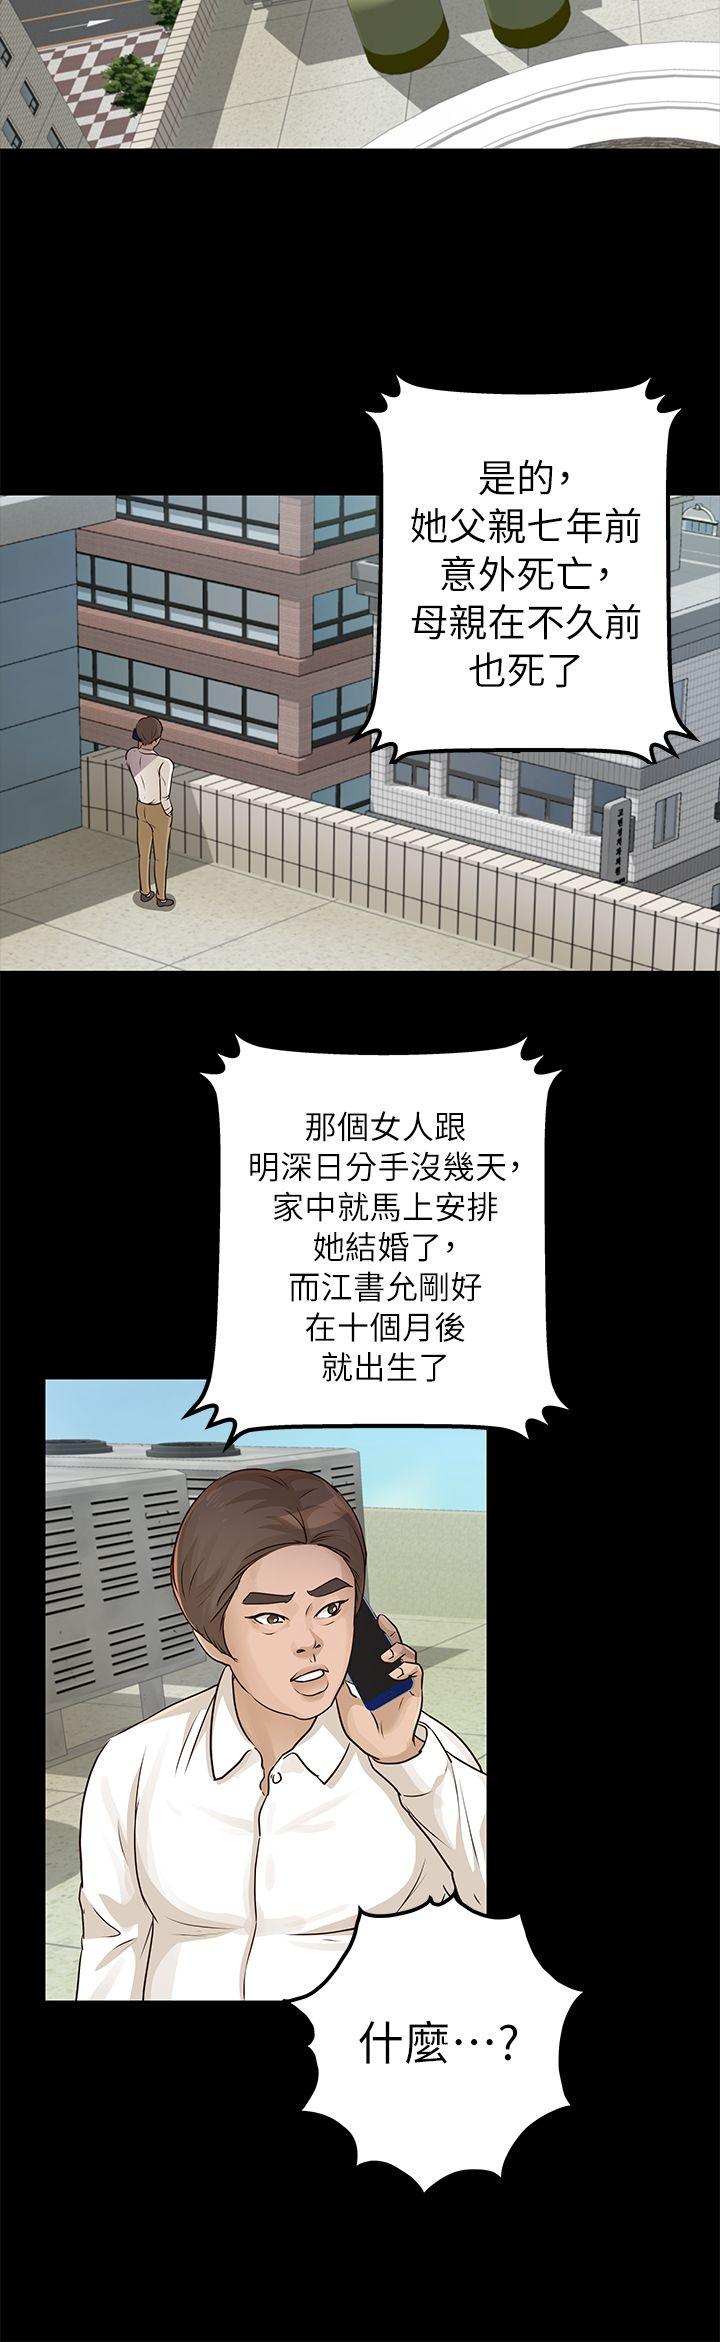 是的，
她父親七年前
意外死亡，
母親在不久前
也死了
那個女人跟
明深日分手沒幾天，
家中就馬上安排
她結婚了，
而江書允剛好
在十個月後
就出生了
什麼…?